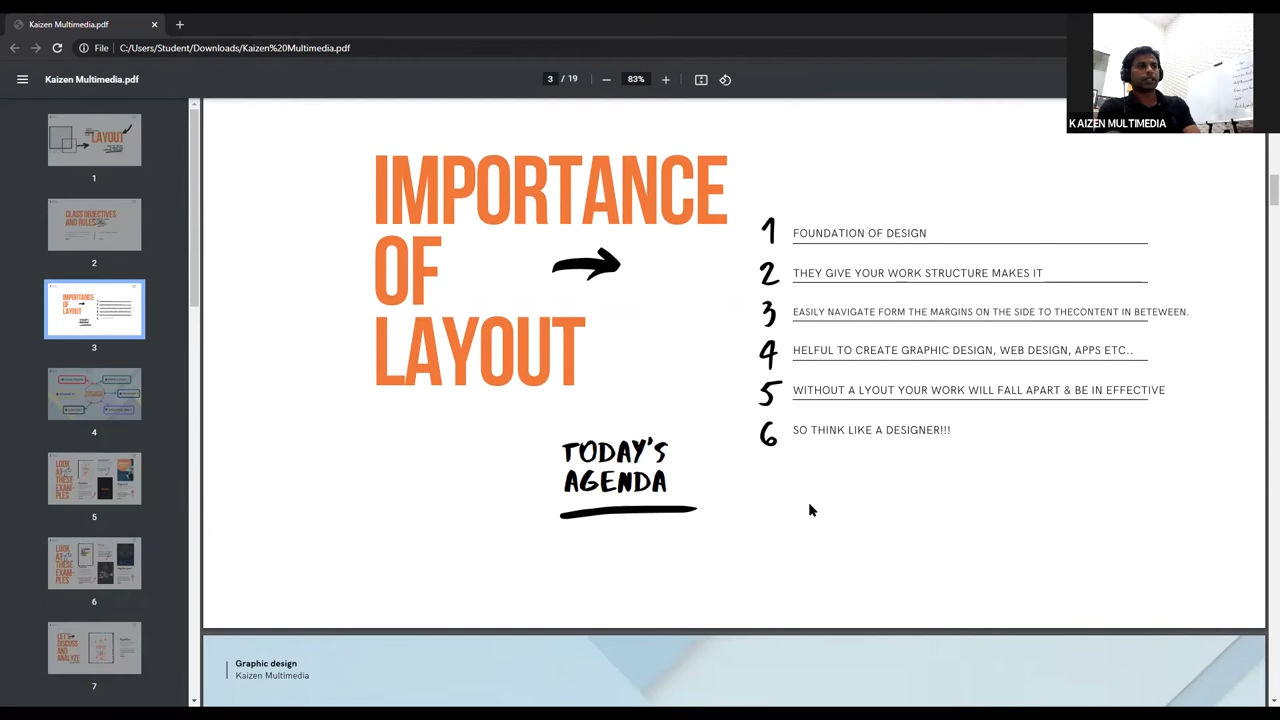 Kaizen Multimedia.pdf
File C:/Users/Student/Downloads/Kaizen%20Multimedia.pdf
Kaizen Multimedia.pdf
3 / 19
83%
KAIZEN MULTIMEDIA
LAYOUT
1
CLASS OBJECTIVES
AND RULES
2
IMPORTANCE
OF
LAYOUT
3
4
LOOK
AT
THESE
EXAM-
PLES
5
LOOK
AT
THESE
EXAM-
PLES
6
LET'S
DISCUSS
AND
ANALYZE
7
IMPORTANCE
OF
LAYOUT
TODAY'S
AGENDA
1 FOUNDATION OF DESIGN
2 THEY GIVE YOUR WORK STRUCTURE MAKES IT
3 EASILY NAVIGATE FORM THE MARGINS ON THE SIDE TO THECONTENT IN BETEWEEN.
4 HELFUL TO CREATE GRAPHIC DESIGN, WEB DESIGN, APPS ETC..
5 WITHOUT A LYOUT YOUR WORK WILL FALL APART & BE IN EFFECTIVE
6 SO THINK LIKE A DESIGNER!!!
Graphic design
Kaizen Multimedia